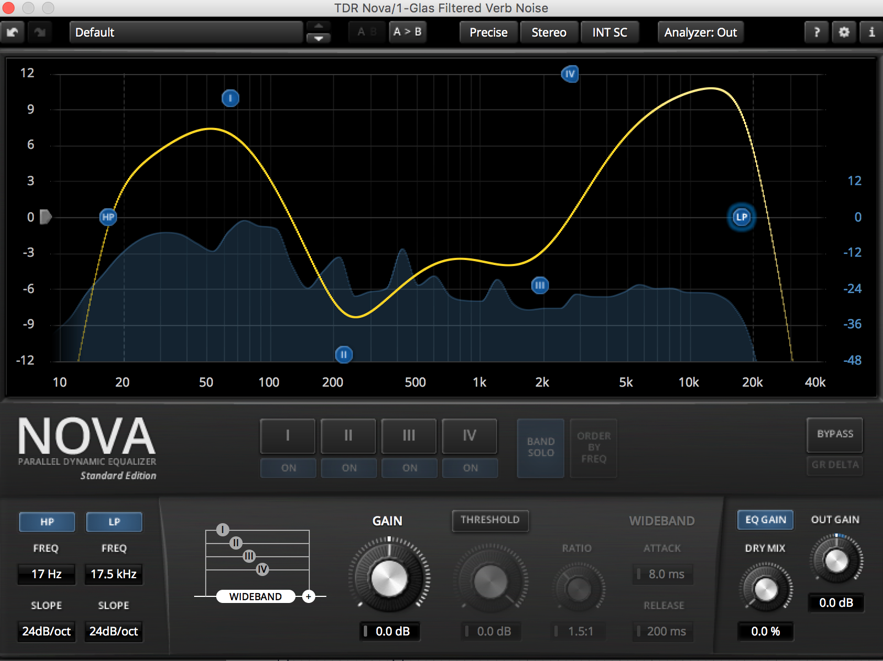 TDR Nova/1-Glas Filtered Verb Noise
Default A B A > B Precise Stereo INT SC Analyzer: Out ? i
12
9
6
3 12
0 0
-3 -12
-6 -24
-9 -36
-12 -48
I
IV
HP
LP
III
II
10 20 50 100 200 500 1k 2k 5k 10k 20k 40k
NOVA
PARALLEL DYNAMIC EQUALIZER
Standard Edition
I II III IV
ON ON ON ON
BAND
SOLO
ORDER
BY
FREQ
BYPASS
GR DELTA
HP LP
FREQ FREQ
17 Hz 17.5 kHz
SLOPE SLOPE
24dB/oct 24dB/oct
I
II
III
IV
WIDEBAND +
GAIN
0.0 dB
THRESHOLD
0.0 dB
WIDEBAND
RATIO
1.5:1
ATTACK
8.0 ms
RELEASE
200 ms
EQ GAIN OUT GAIN
DRY MIX
0.0 %
0.0 dB